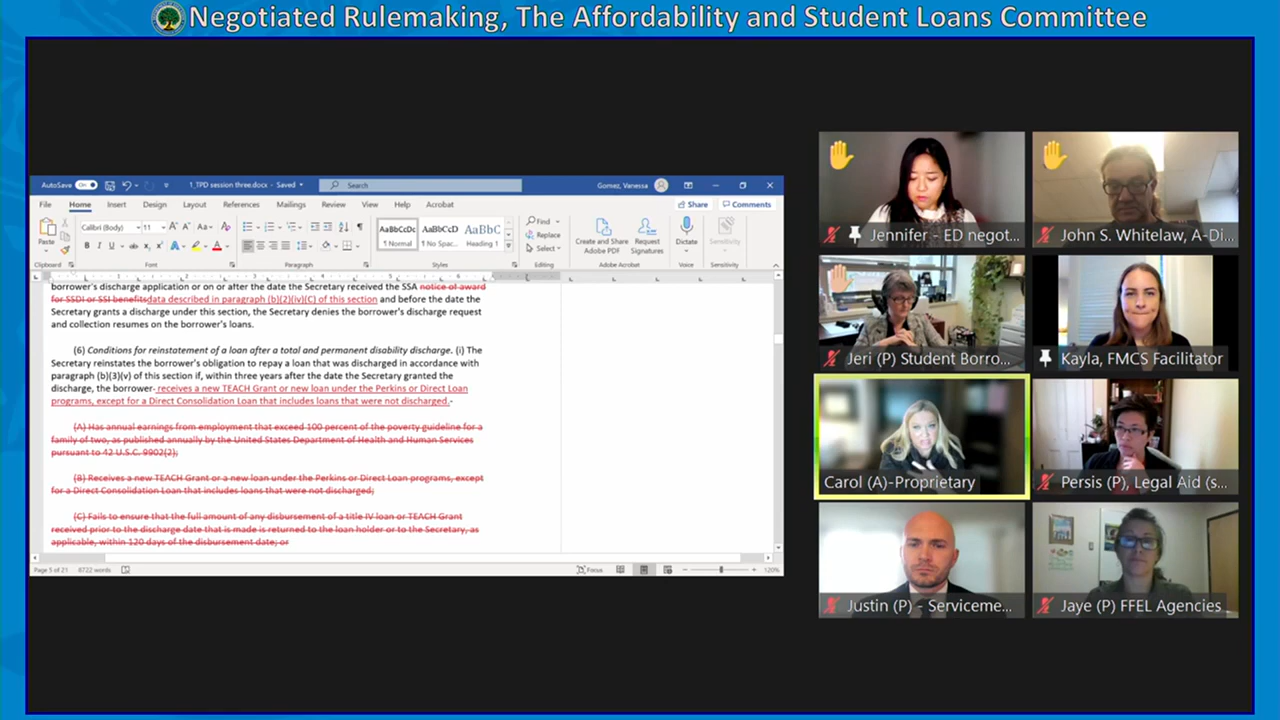 Negotiated Rulemaking, The Affordability and Student Loans Committee
AutoSave On 1_TPD session three.docx - Saved Search Gomez, Vanessa
File Home Insert Design Layout References Mailings Review View Help Acrobat Share Comments
Calibri (Body) 11 AaBbCcDc AaBbCcD AaBbC Find
Replace
Select
Paste Normal No Spac... Heading 1 Create and Share Adobe PDF Request Signatures Dictate Sensitivity
Clipboard Font Paragraph Styles Editing Adobe Acrobat Voice Sensitivity
borrower's discharge application or on or after the date the Secretary received the SSA notice of award
for SSDI or SSI benefitsdata described in paragraph (b)(2)(iv)(C) of this section and before the date the
Secretary grants a discharge under this section, the Secretary denies the borrower's discharge request
and collection resumes on the borrower's loans.
(6) Conditions for reinstatement of a loan after a total and permanent disability discharge. (i) The
Secretary reinstates the borrower's obligation to repay a loan that was discharged in accordance with
paragraph (b)(3)(v) of this section if, within three years after the date the Secretary granted the
discharge, the borrower- receives a new TEACH Grant or new loan under the Perkins or Direct Loan
programs, except for a Direct Consolidation Loan that includes loans that were not discharged.-
(A) Has annual earnings from employment that exceed 100 percent of the poverty guideline for a
family of two, as published annually by the United States Department of Health and Human Services
pursuant to 42 U.S.C. 9902(2);
(B) Receives a new TEACH Grant or a new loan under the Perkins or Direct Loan programs, except
for a Direct Consolidation Loan that includes loans that were not discharged;
(C) Fails to ensure that the full amount of any disbursement of a title IV loan or TEACH Grant
received prior to the discharge date that is made is returned to the loan holder or to the Secretary, as
applicable, within 120 days of the disbursement date; or
Page 5 of 21 8722 words Focus 120%
Jennifer - ED negot...
John S. Whitelaw, A-Di...
Jeri (P) Student Borro...
Kayla, FMCS Facilitator
Carol (A)-Proprietary
Persis (P), Legal Aid (s...
Justin (P) - Serviceme...
Jaye (P) FFEL Agencies